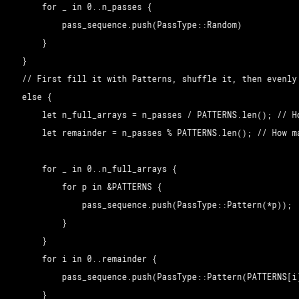 for _ in 0..n_passes {
pass_sequence.push(PassType::Random)
}
}
// First fill it with Patterns, shuffle it, then evenly
else {
let n_full_arrays = n_passes / PATTERNS.len(); // Ho
let remainder = n_passes % PATTERNS.len(); // How ma
for _ in 0..n_full_arrays {
for p in &PATTERNS {
pass_sequence.push(PassType::Pattern(*p));
}
}
for i in 0..remainder {
pass_sequence.push(PassType::Pattern(PATTERNS[i
}